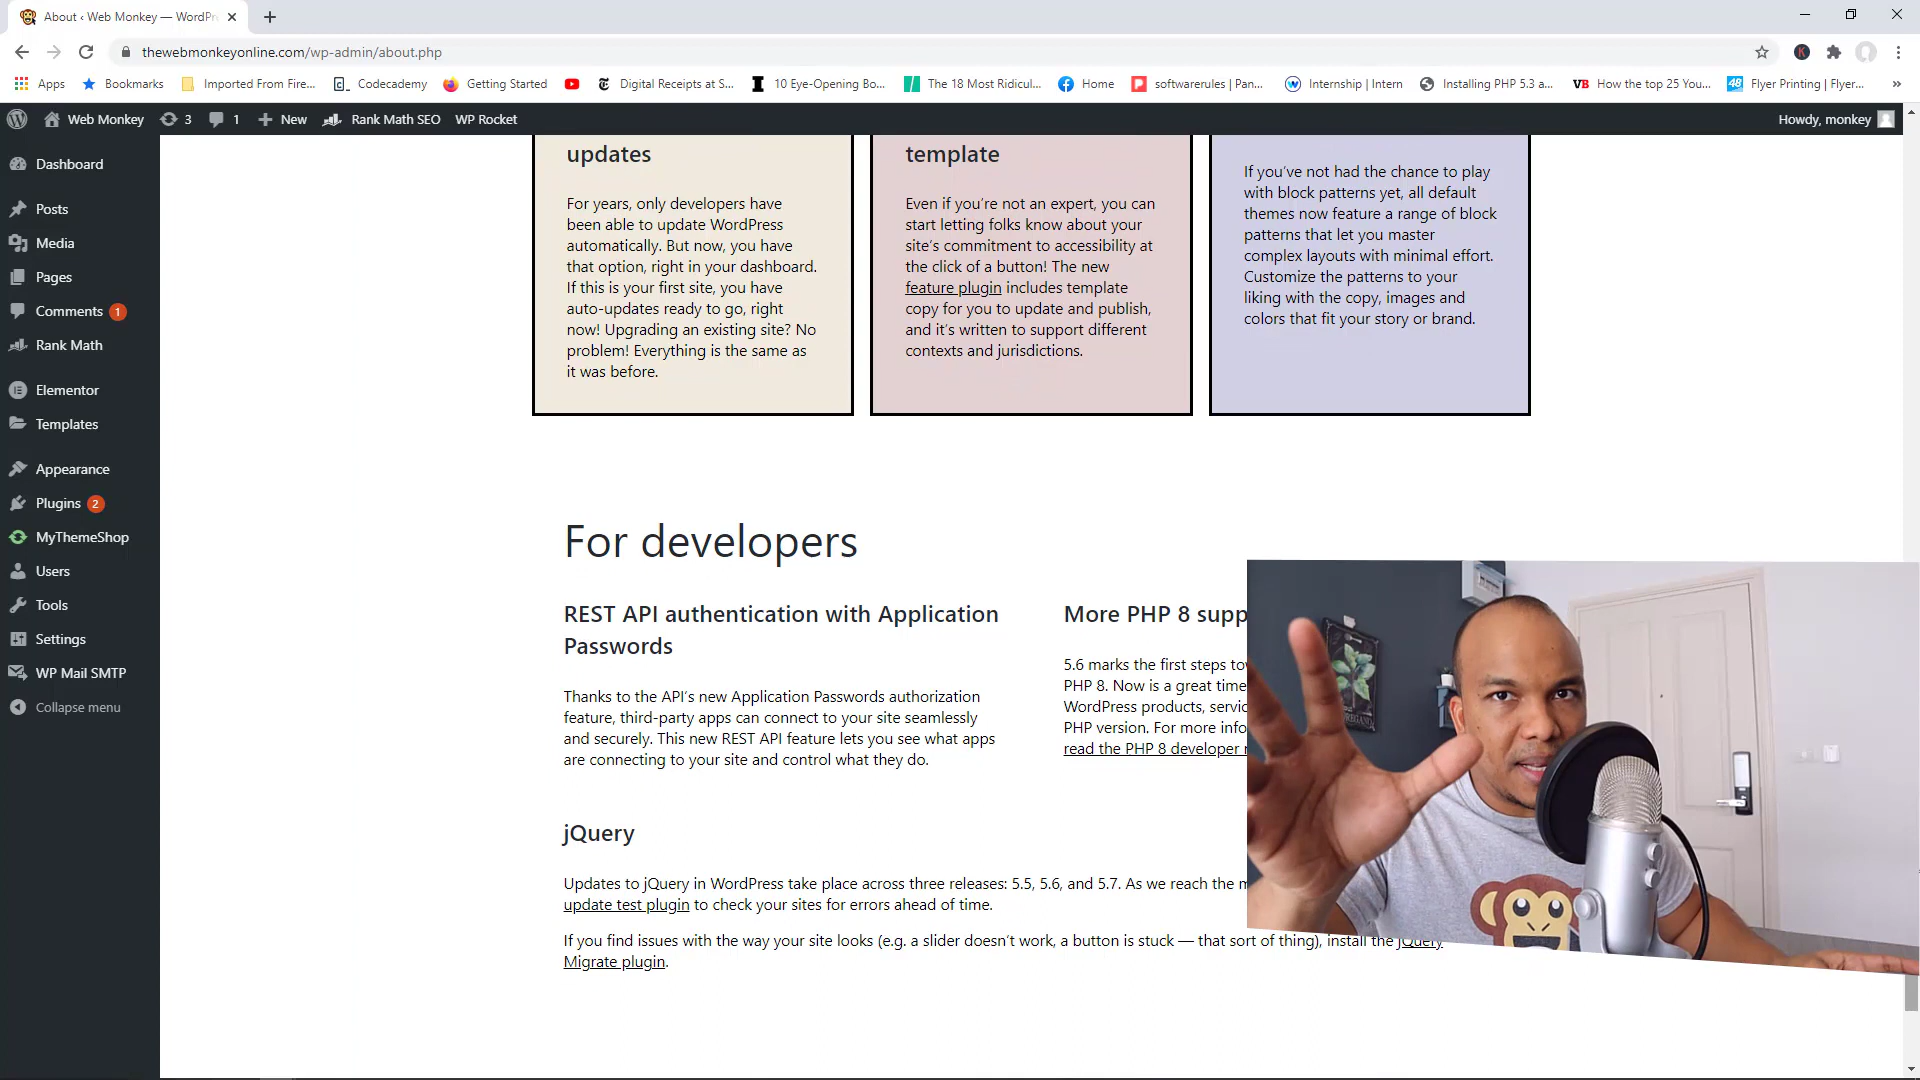 About ‹ Web Monkey — WordPr
thewebmonkeyonline.com/wp-admin/about.php
Apps Bookmarks Imported From Fire... Codecademy Getting Started Digital Receipts at S... 10 Eye-Opening Bo... The 18 Most Ridicul... Home softwarerules | Pan... Internship | Intern Installing PHP 5.3 a... How the top 25 You... Flyer Printing | Flyer... »
Web Monkey 3 1 New Rank Math SEO WP Rocket Howdy, monkey
Dashboard
Posts
Media
Pages
Comments 1
Rank Math
Elementor
Templates
Appearance
Plugins 2
MyThemeShop
Users
Tools
Settings
WP Mail SMTP
Collapse menu
updates
For years, only developers have
been able to update WordPress
automatically. But now, you have
that option, right in your dashboard.
If this is your first site, you have
auto-updates ready to go, right
now! Upgrading an existing site? No
problem! Everything is the same as
it was before.
template
Even if you’re not an expert, you can
start letting folks know about your
site’s commitment to accessibility at
the click of a button! The new
feature plugin includes template
copy for you to update and publish,
and it’s written to support different
contexts and jurisdictions.
If you’ve not had the chance to play
with block patterns yet, all default
themes now feature a range of block
patterns that let you master
complex layouts with minimal effort.
Customize the patterns to your
liking with the copy, images and
colors that fit your story or brand.
For developers
REST API authentication with Application
Passwords
Thanks to the API’s new Application Passwords authorization
feature, third-party apps can connect to your site seamlessly
and securely. This new REST API feature lets you see what apps
are connecting to your site and control what they do.
More PHP 8 supp
5.6 marks the first steps to
PHP 8. Now is a great time
WordPress products, servic
PHP version. For more info
read the PHP 8 developer
jQuery
Updates to jQuery in WordPress take place across three releases: 5.5, 5.6, and 5.7. As we reach the
update test plugin to check your sites for errors ahead of time.
If you find issues with the way your site looks (e.g. a slider doesn’t work, a button is stuck — that sort of thing), install the jQuery
Migrate plugin.